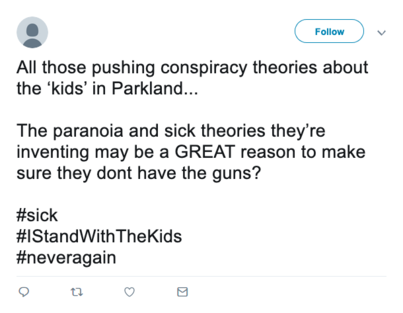 Follow
All those pushing conspiracy theories about
the ‘kids’ in Parkland...
The paranoia and sick theories they’re
inventing may be a GREAT reason to make
sure they dont have the guns?
#sick
#IStandWithTheKids
#neveragain